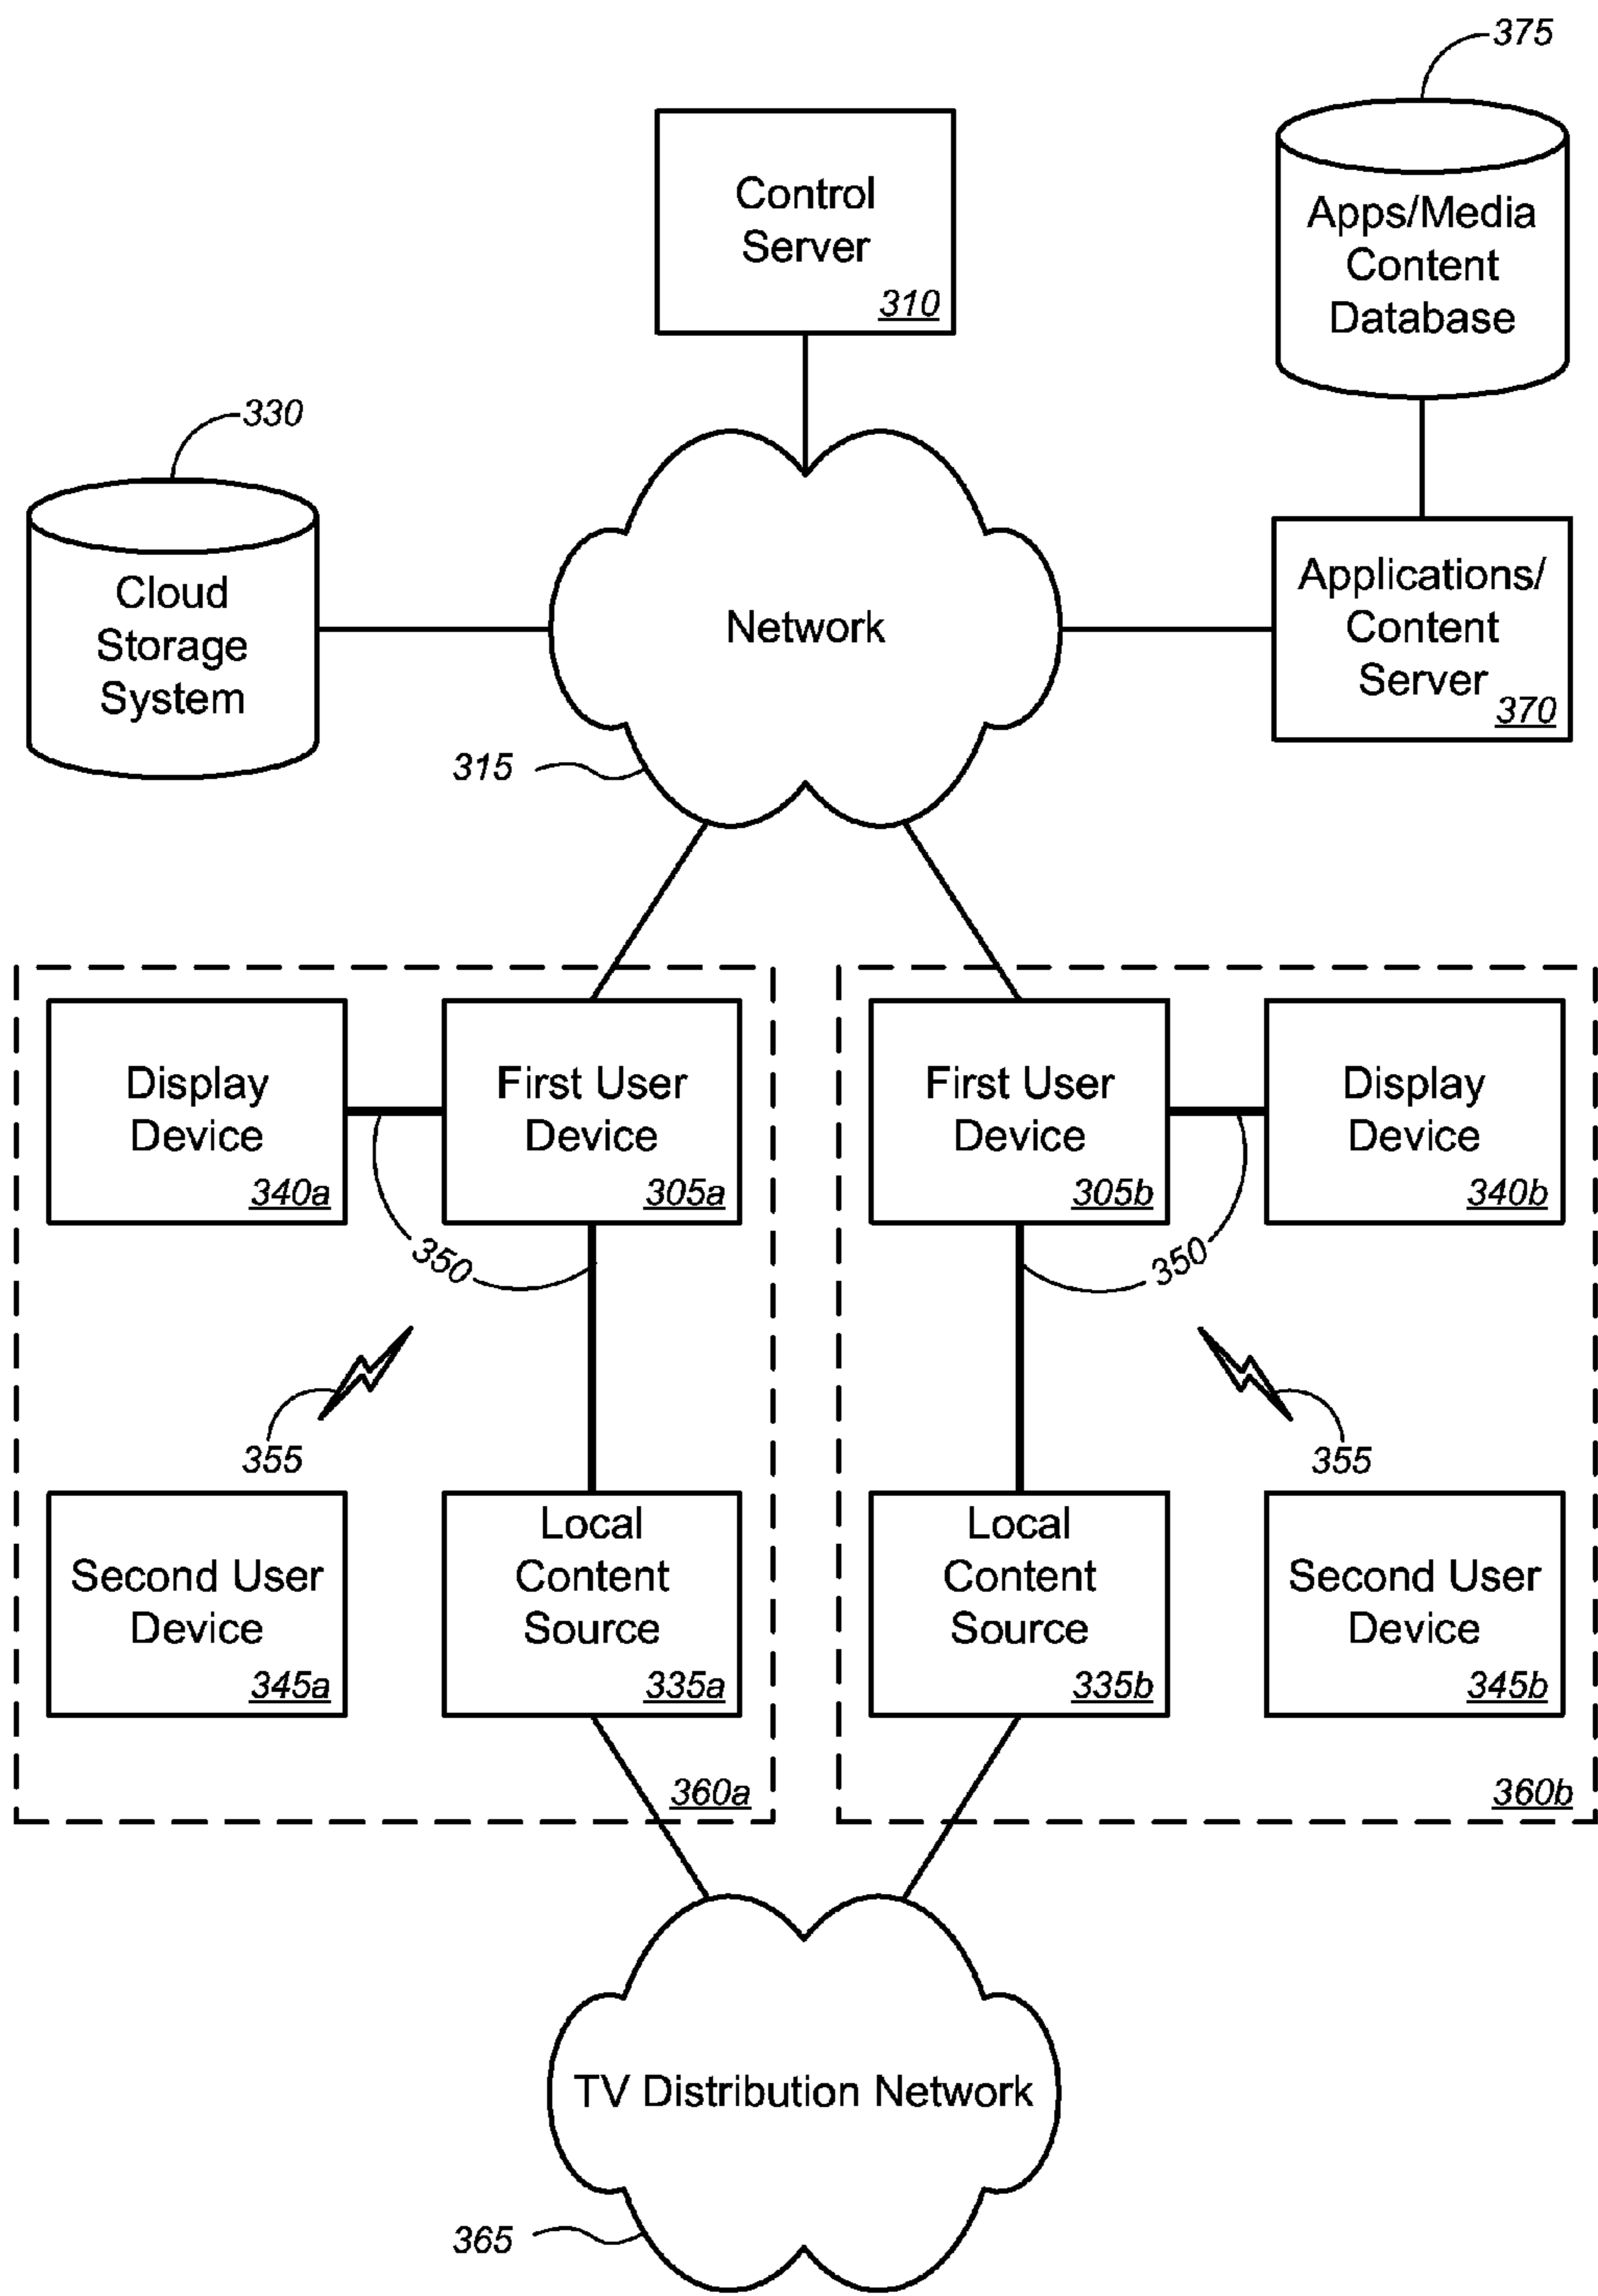 375
Control
Server
310
Apps/Media
Content
Database
330
Cloud
Storage
System
Network
Applications/
Content
Server
370
315
Display
Device
340a
First User
Device
305a
First User
Device
305b
Display
Device
340b
350
350
355
355
Second User
Device
345a
Local
Content
Source
335a
Local
Content
Source
335b
Second User
Device
345b
360a
360b
TV Distribution Network
365